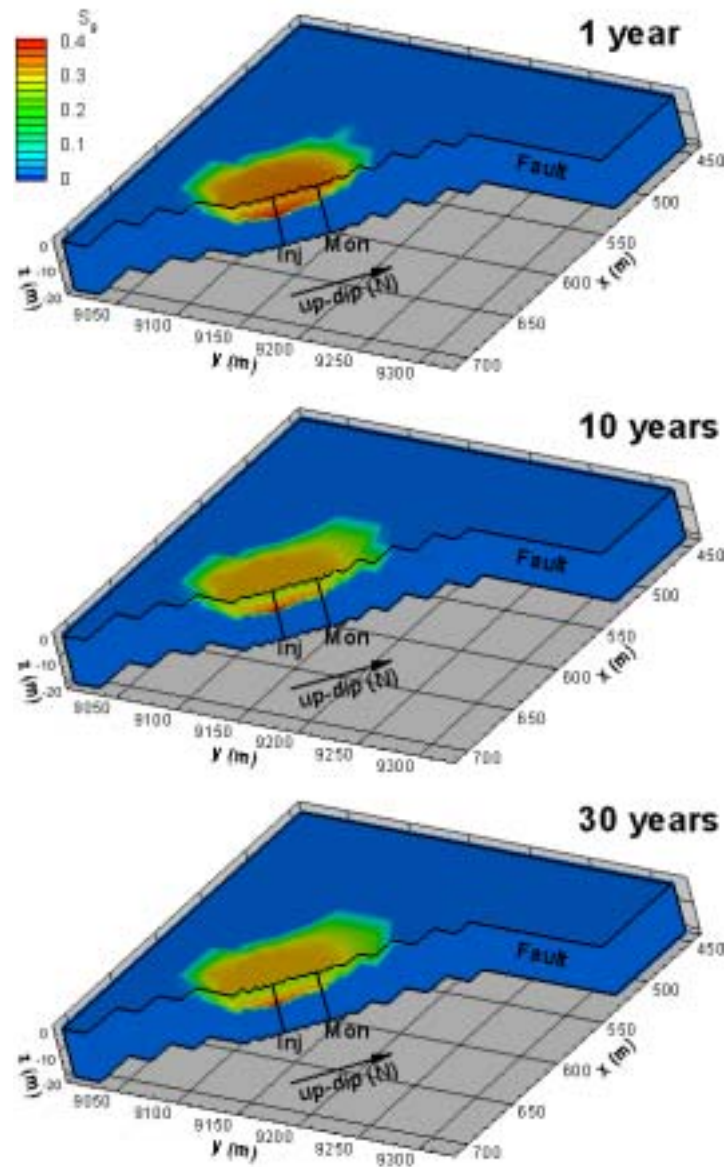 Sg
0.4
0.3
0.2
0.1
0
1 year
Fault
Inj
Mon
up-dip (N)
0
-10
-20
z (m)
9050
9100
9150
9200
9250
9300
y (m)
450
500
550
600
650
700
x (m)
10 years
Fault
Inj
Mon
up-dip (N)
0
-10
-20
z (m)
9050
9100
9150
9200
9250
9300
y (m)
450
500
550
600
650
700
x (m)
30 years
Fault
Inj
Mon
up-dip (N)
0
-10
-20
z (m)
9050
9100
9150
9200
9250
9300
y (m)
450
500
550
600
650
700
x (m)